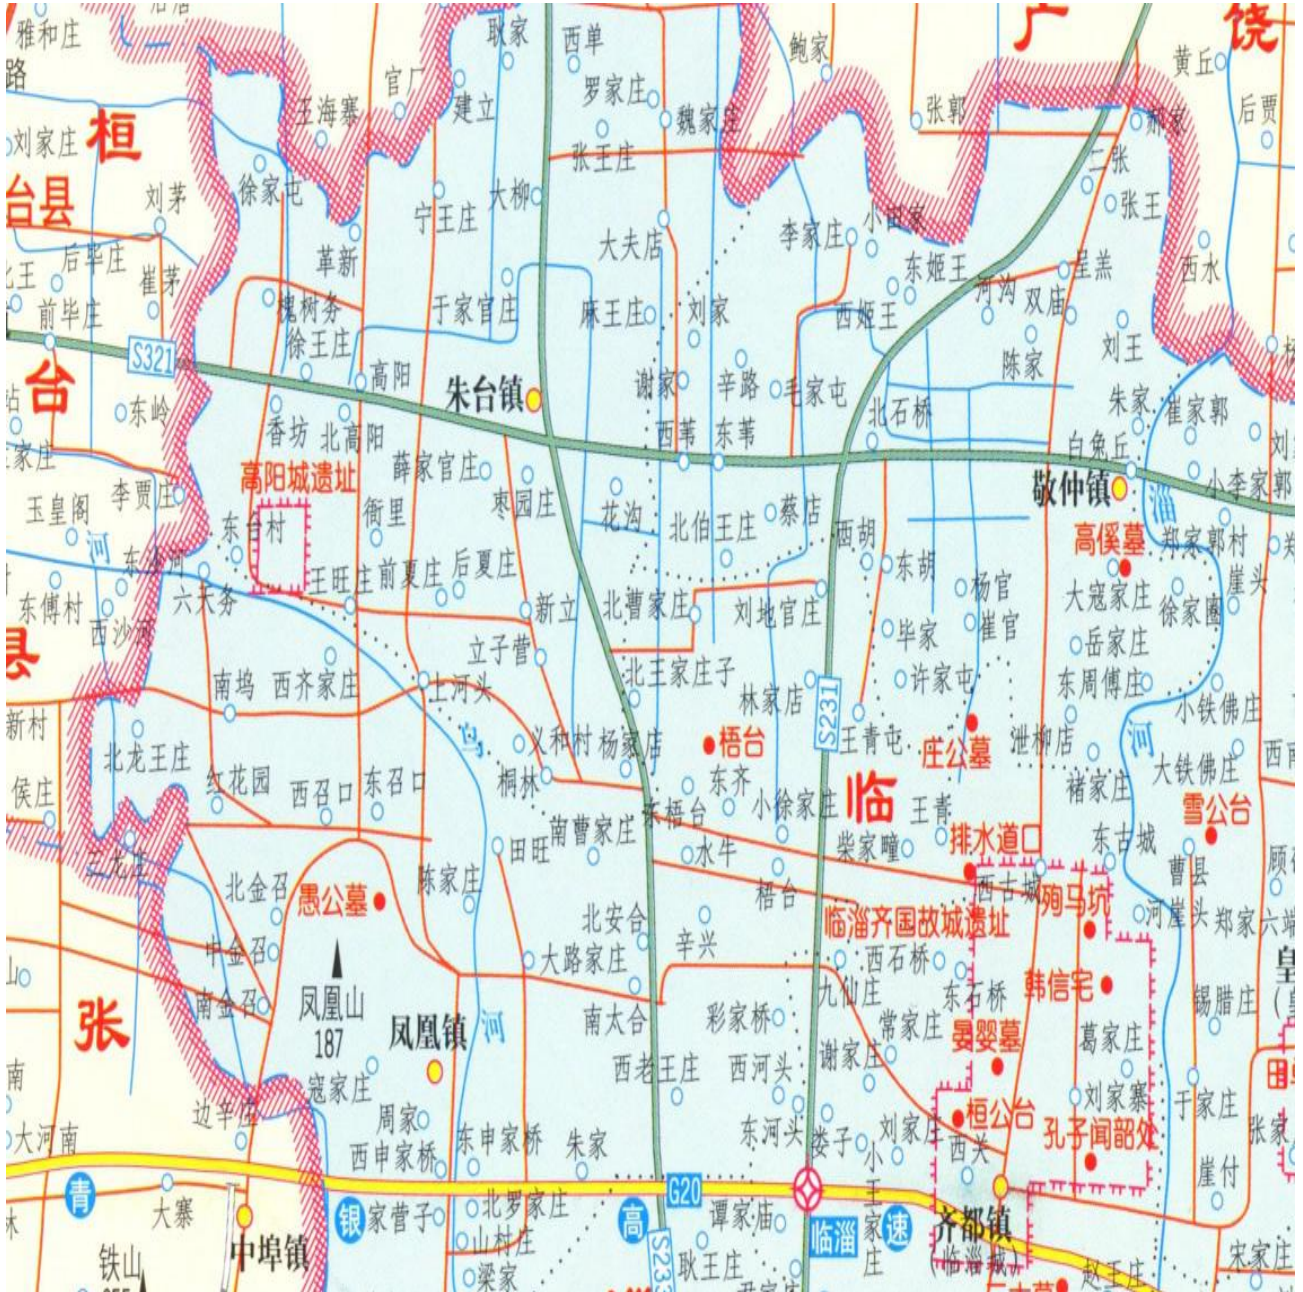 雅和庄
耿家
西单
鲍家
广
饶
路
官厂
罗家庄
黄丘
王海寨
建立
魏家庄
张郭
郝家
后贾
刘家庄
桓
张王庄
二张
台县
刘茅
徐家屯
宁王庄
大柳
大夫店
李家庄
张王
后毕庄
革新
东姬王
呈羔
西水
崔茅
前毕庄
槐树务
于家官庄
麻王庄
刘家
西姬王
河沟
双庙
徐王庄
S321
高阳
朱台镇
谢家
辛路
毛家屯
陈家
刘王
台
东岭
香坊
北高阳
西苇
东苇
北石桥
朱家
崔家郭
白兔丘
李贾庄
高阳城遗址
薛家官庄
敬仲镇
小李家郭
玉皇阁
东台村
衙里
枣园庄
花沟
北伯王庄
蔡店
西胡
淄
高傒墓
郑家郭村
河
东沙河
王旺庄
前夏庄
后夏庄
东胡
杨官
崖头
东傅村
六天务
新立
北曹家庄
刘地官庄
大寇家庄
徐家圈
西沙河
毕家
崔官
岳家庄
县
立子营
北王家庄子
南坞
西齐家庄
上河头
林家店
许家屯
东周傅庄
新村
S231
小铁佛庄
乌
义和村
杨家店
梧台
王青屯
庄公墓
泄柳店
河
北龙王庄
红花园
西召口
东召口
桐林
东齐
大铁佛庄
侯庄
临
小徐家庄
王青
褚家庄
雪公台
南曹家庄
田旺
水牛
柴家疃
排水道口
东古城
北金召
愚公墓
陈家庄
梧台
西古城
曹县
殉马坑
北安合
临淄齐国故城遗址
河崖头
郑家
六端
中金召
辛兴
大路家庄
西石桥
南金召
凤凰山
187
九仙庄
东石桥
韩信宅
锡腊庄
张
凤凰镇
河
南太合
彩家桥
常家庄
晏婴墓
葛家庄
寇家庄
西老王庄
西河头
谢家庄
边辛庄
周家
桓公台
刘家寨
于家庄
大河南
西申家桥
东申家桥
朱家
东河头
娄子
刘家庄
西关
孔子闻韶处
张家
小王家庄
崖付
青
大寨
银
家营子
北罗家庄
高
G20
谭家庙
临淄
速
齐都镇
(临淄城)
铁山
中埠镇
山村庄
耿王庄
宋家庄
梁家
赵王庄